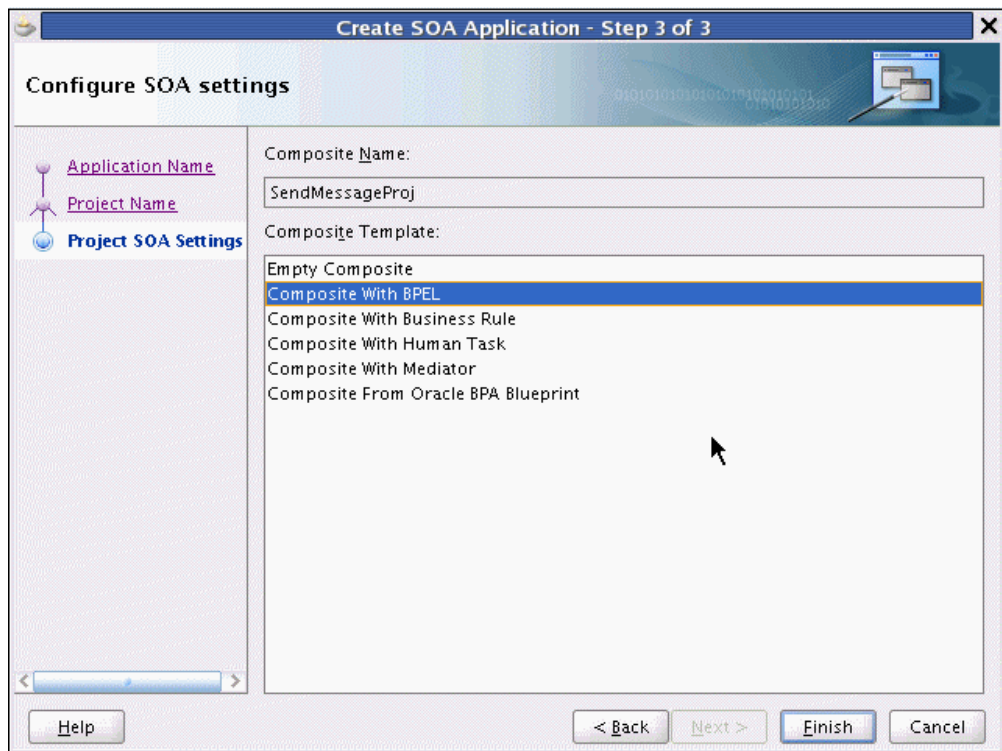 Create SOA Application - Step 3 of 3
Configure SOA settings
Application Name
Project Name
Project SOA Settings
Composite Name:
SendMessageProj
Composite Template:
Empty Composite
Composite With BPEL
Composite With Business Rule
Composite With Human Task
Composite With Mediator
Composite From Oracle BPA Blueprint
Help
< Back
Next >
Finish
Cancel